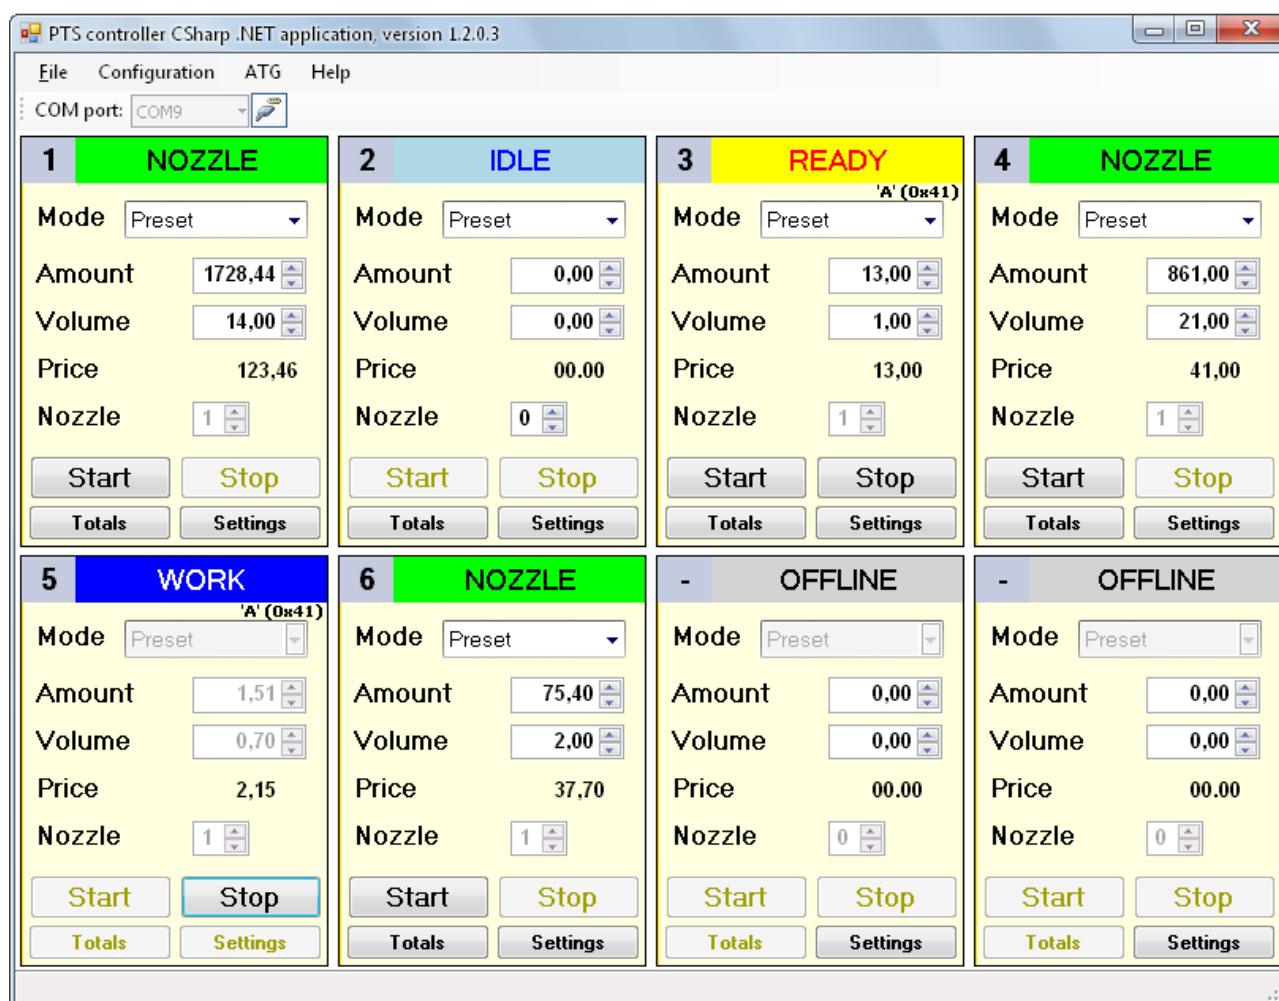 PTS controller CSharp .NET application, version 1.2.0.3
File Configuration ATG Help
COM port: COM9
1 NOZZLE
Mode Preset
Amount 1728,44
Volume 14,00
Price 123,46
Nozzle 1
Start Stop
Totals Settings
2 IDLE
Mode Preset
Amount 0,00
Volume 0,00
Price 00.00
Nozzle 0
Start Stop
Totals Settings
3 READY
'A' (0x41)
Mode Preset
Amount 13,00
Volume 1,00
Price 13,00
Nozzle 1
Start Stop
Totals Settings
4 NOZZLE
Mode Preset
Amount 861,00
Volume 21,00
Price 41,00
Nozzle 1
Start Stop
Totals Settings
5 WORK
'A' (0x41)
Mode Preset
Amount 1,51
Volume 0,70
Price 2,15
Nozzle 1
Start Stop
Totals Settings
6 NOZZLE
Mode Preset
Amount 75,40
Volume 2,00
Price 37,70
Nozzle 1
Start Stop
Totals Settings
- OFFLINE
Mode Preset
Amount 0,00
Volume 0,00
Price 00.00
Nozzle 0
Start Stop
Totals Settings
- OFFLINE
Mode Preset
Amount 0,00
Volume 0,00
Price 00.00
Nozzle 0
Start Stop
Totals Settings